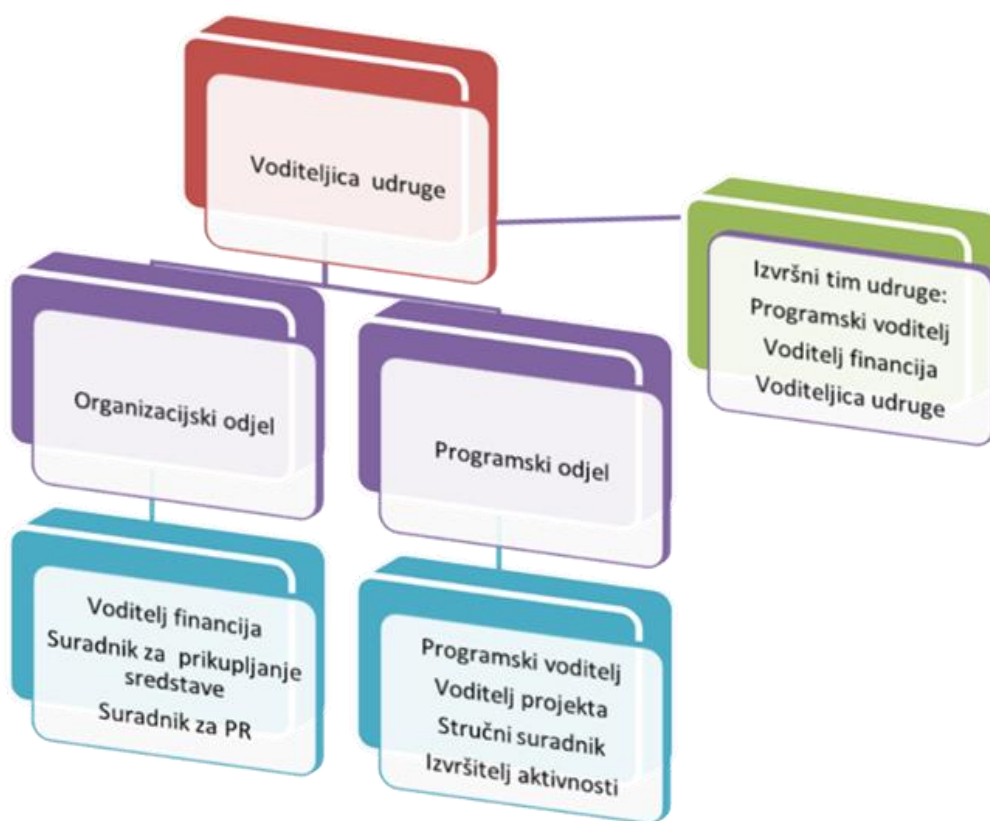 Voditeljica udruge
Izvršni tim udruge:
Programski voditelj
Voditelj financija
Voditeljica udruge
Organizacijski odjel
Programski odjel
Voditelj financija
Suradnik za prikupljanje
sredstave
Suradnik za PR
Programski voditelj
Voditelj projekta
Stručni suradnik
Izvršitelj aktivnosti